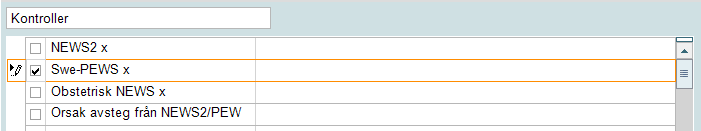 Kontroller
NEWS2 x
Swe-PEWS x
Obstetrisk NEWS x
Orsak avsteg från NEWS2/PEW